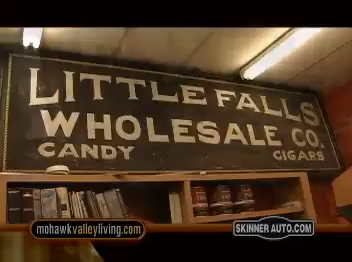 LITTLE FALLS
WHOLESALE CO.
CANDY CIGARS
mohawkvalleyliving.com
SKINNER AUTO.COM